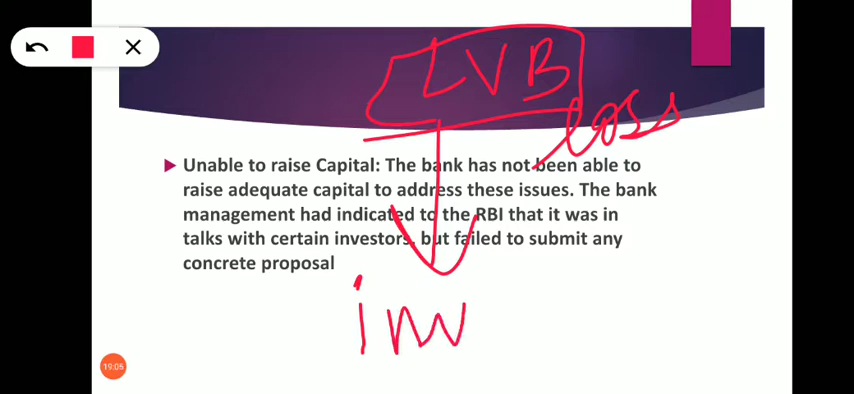 LVB
loss
Unable to raise Capital: The bank has not been able to
raise adequate capital to address these issues. The bank
management had indicated to the RBI that it was in
talks with certain investors, but failed to submit any
concrete proposal
inv
19:05